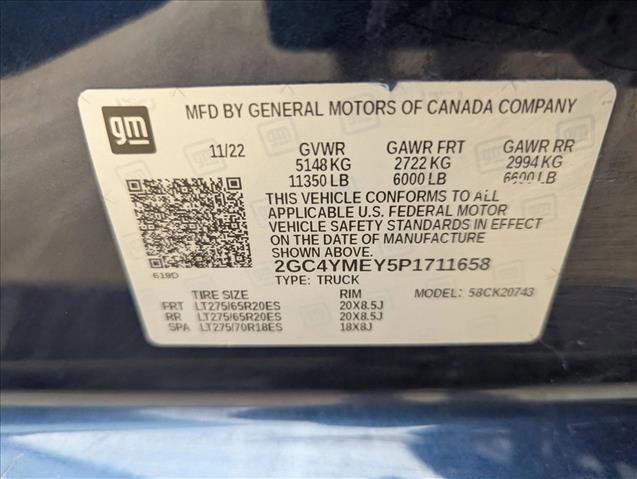 gm
MFD BY GENERAL MOTORS OF CANADA COMPANY
11/22 GVWR GAWR FRT GAWR RR
5148 KG 2722 KG 2994 KG
11350 LB 6000 LB 6600 LB
THIS VEHICLE CONFORMS TO ALL
APPLICABLE U.S. FEDERAL MOTOR
VEHICLE SAFETY STANDARDS IN EFFECT
ON THE DATE OF MANUFACTURE
SHOWN ABOVE.
619D 2GC4YMEY5P1711658
TYPE: TRUCK MODEL: 58CK20743
TIRE SIZE RIM
FRT LT275/65R20ES 20X8.5J
RR LT275/65R20ES 20X8.5J
SPA LT275/70R18ES 18X8J